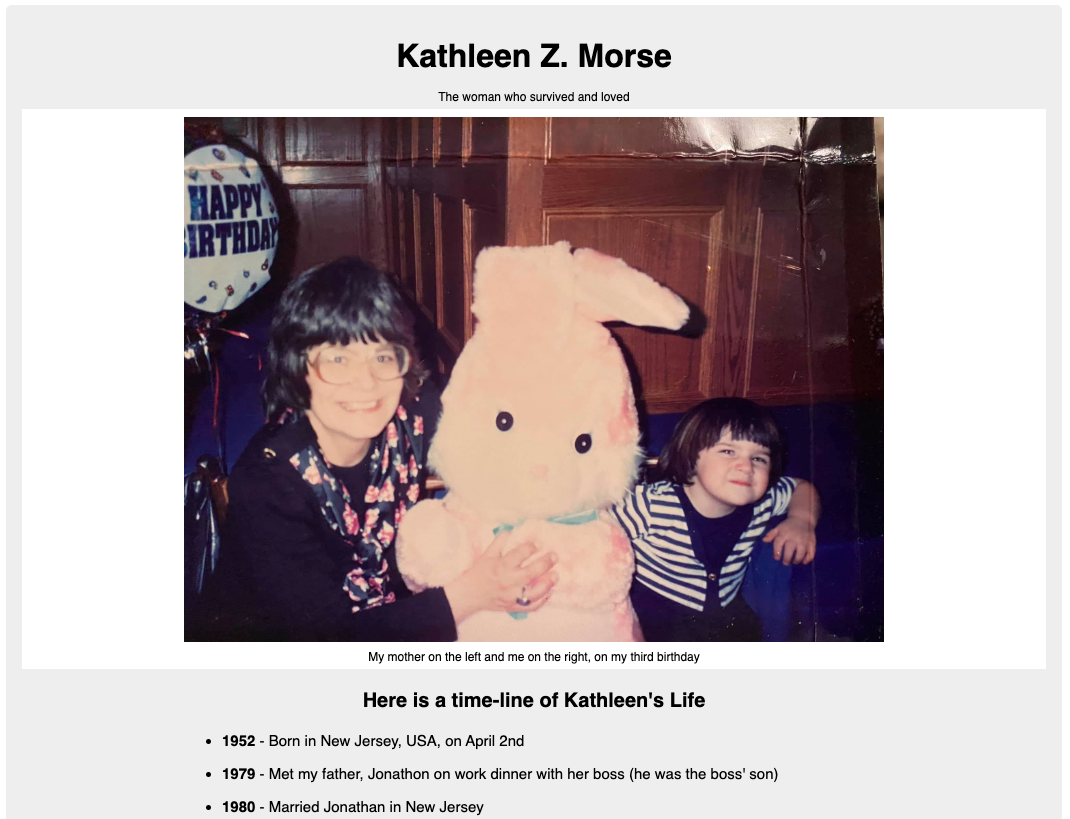 Kathleen Z. Morse
The woman who survived and loved
HAPPY
IRTHDAY
My mother on the left and me on the right, on my third birthday
Here is a time-line of Kathleen's Life
1952 - Born in New Jersey, USA, on April 2nd
1979 - Met my father, Jonathon on work dinner with her boss (he was the boss' son)
1980 - Married Jonathan in New Jersey